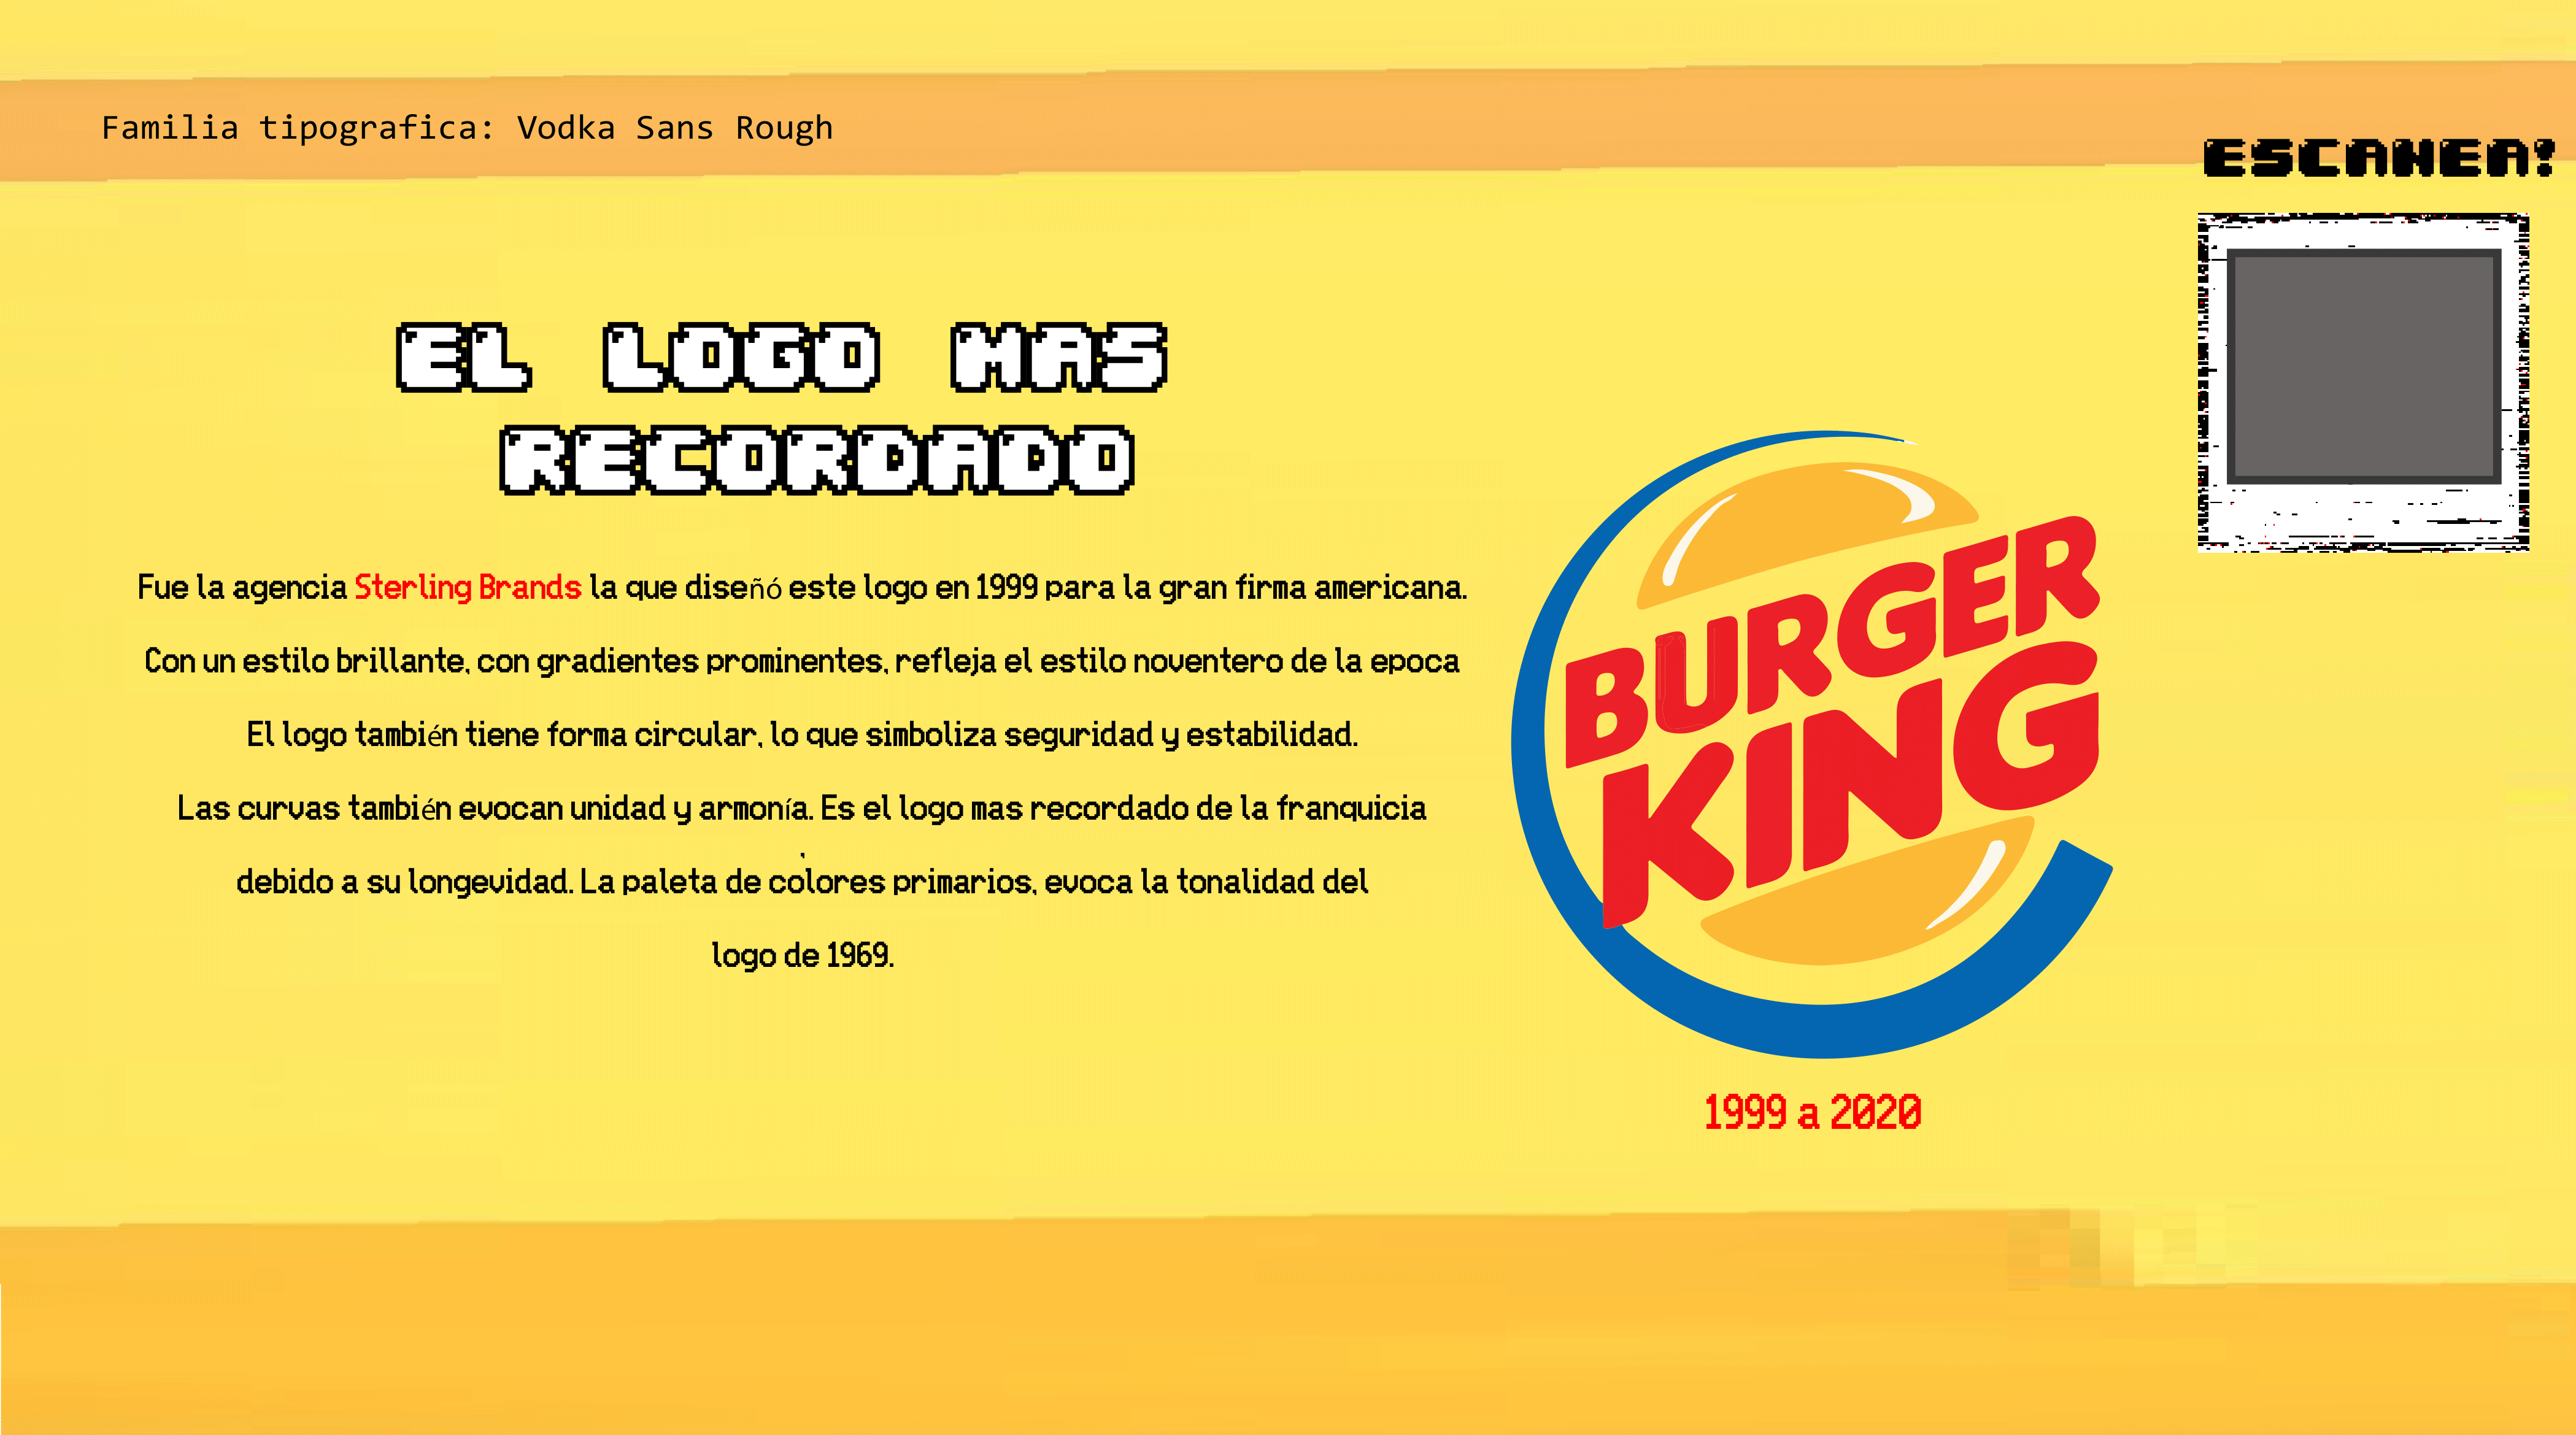 Familia tipografica: Vodka Sans Rough
ESCANEA!
EL LOGO MAS
RECORDADO
Fue la agencia Sterling Brands la que diseñó este logo en 1999 para la gran firma americana.
Con un estilo brillante, con gradientes prominentes, refleja el estilo noventero de la epoca
El logo también tiene forma circular, lo que simboliza seguridad y estabilidad.
Las curvas también evocan unidad y armonía. Es el logo mas recordado de la franquicia
debido a su longevidad. La paleta de colores primarios, evoca la tonalidad del
logo de 1969.
BURGER
KING
1999 a 2020